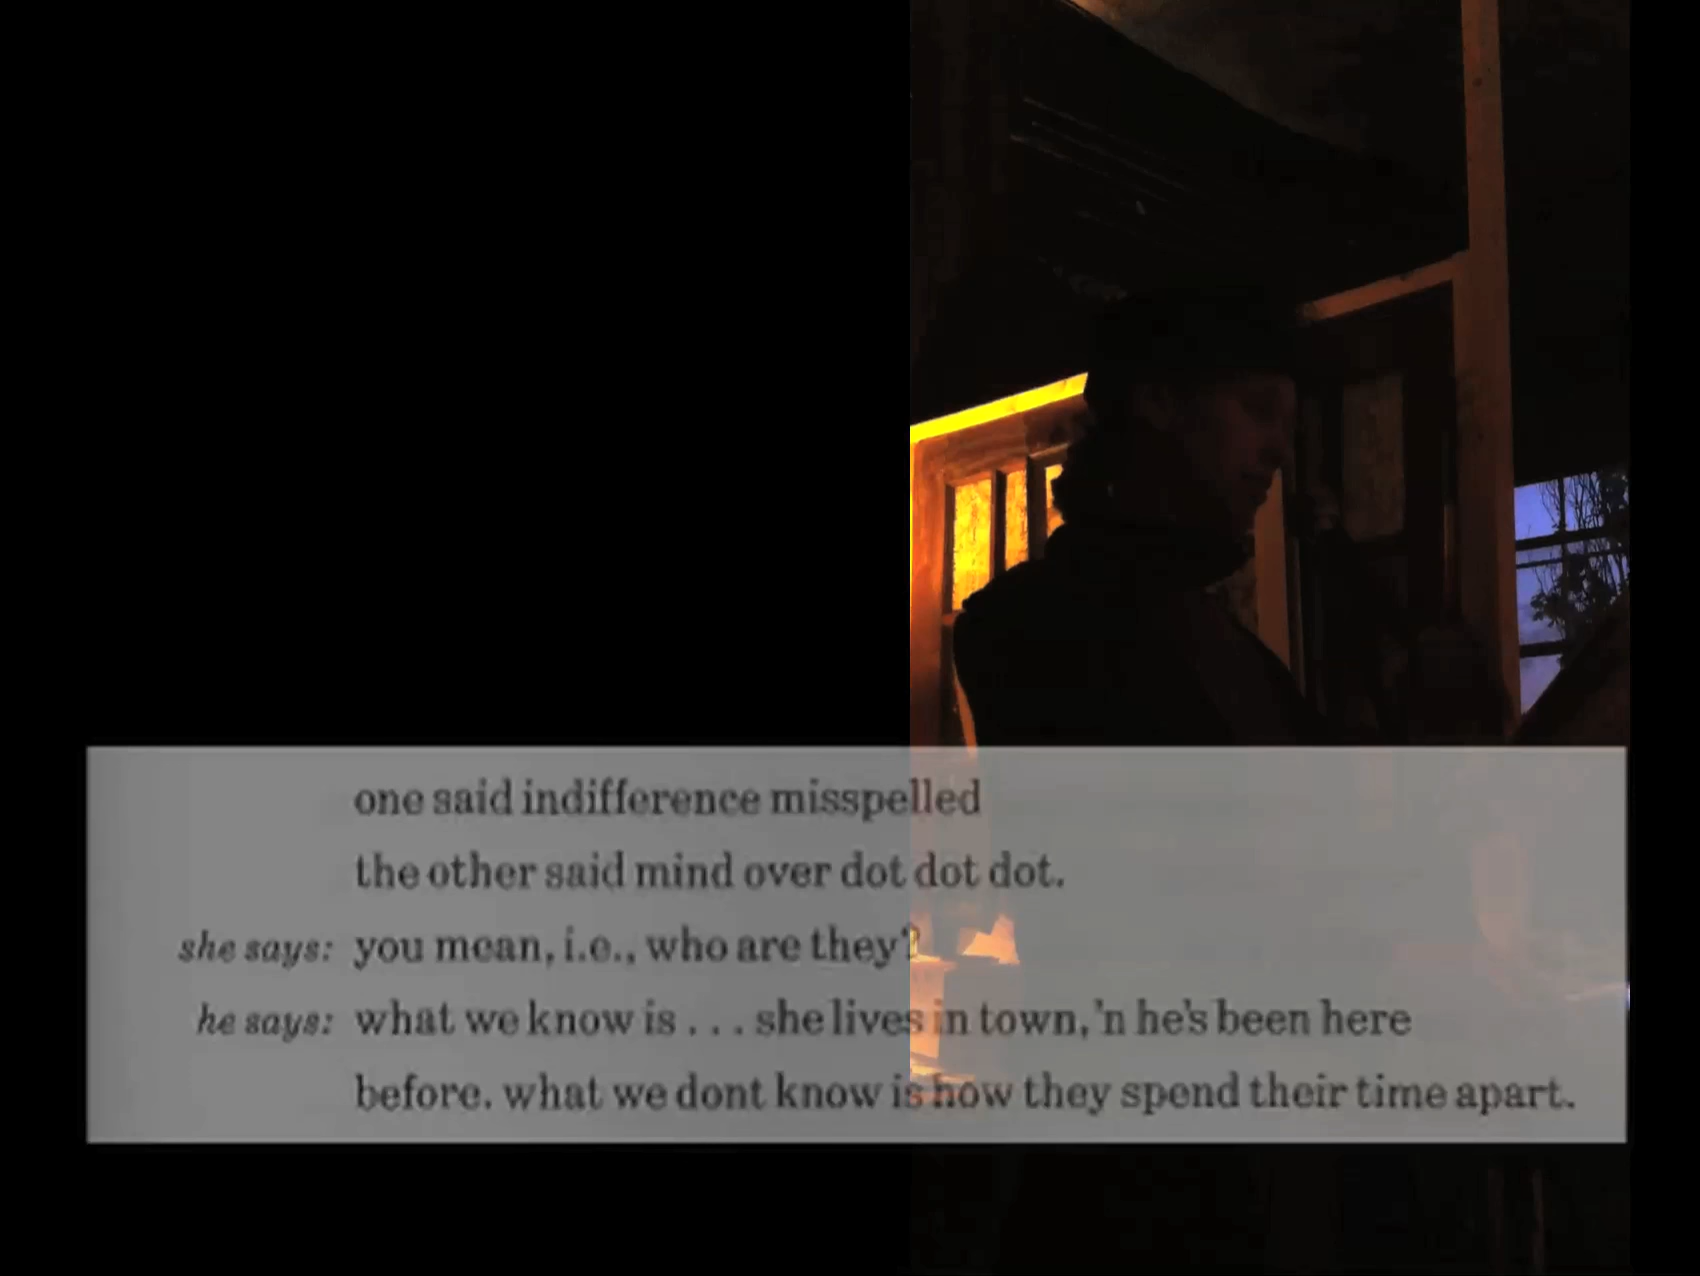 one said indifference misspelled
the other said mind over dot dot dot.
she says: you mean, i.e., who are they?
he says: what we know is . . . she lives in town, 'n he's been here
before. what we dont know is how they spend their time apart.